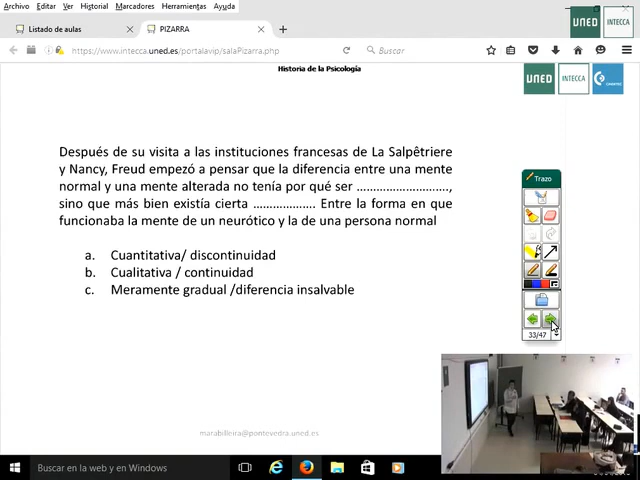 Archivo Editar Ver Historial Marcadores Herramientas Ayuda
Listado de aulas
PIZARRA
https://www.intecca.uned.es/portalavip/salaPizarra.php
Buscar
UNED INTECCA
Historia de la Psicología
UNED INTECCA
Después de su visita a las instituciones francesas de La Salpêtriere
y Nancy, Freud empezó a pensar que la diferencia entre una mente
normal y una mente alterada no tenía por qué ser ……………………….,
sino que más bien existía cierta ………………. Entre la forma en que
funcionaba la mente de un neurótico y la de una persona normal
a. Cuantitativa/ discontinuidad
b. Cualitativa / continuidad
c. Meramente gradual /diferencia insalvable
Trazo
33/47
marabilleira@pontevedra.uned.es
Buscar en la web y en Windows